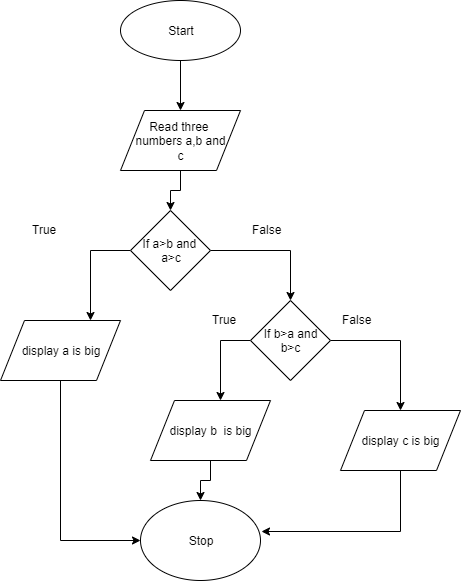 Start
Read three
numbers a,b and
c
True
False
If a>b and
a>c
True
False
If b>a and
b>c
display a is big
display b  is big
display c is big
Stop